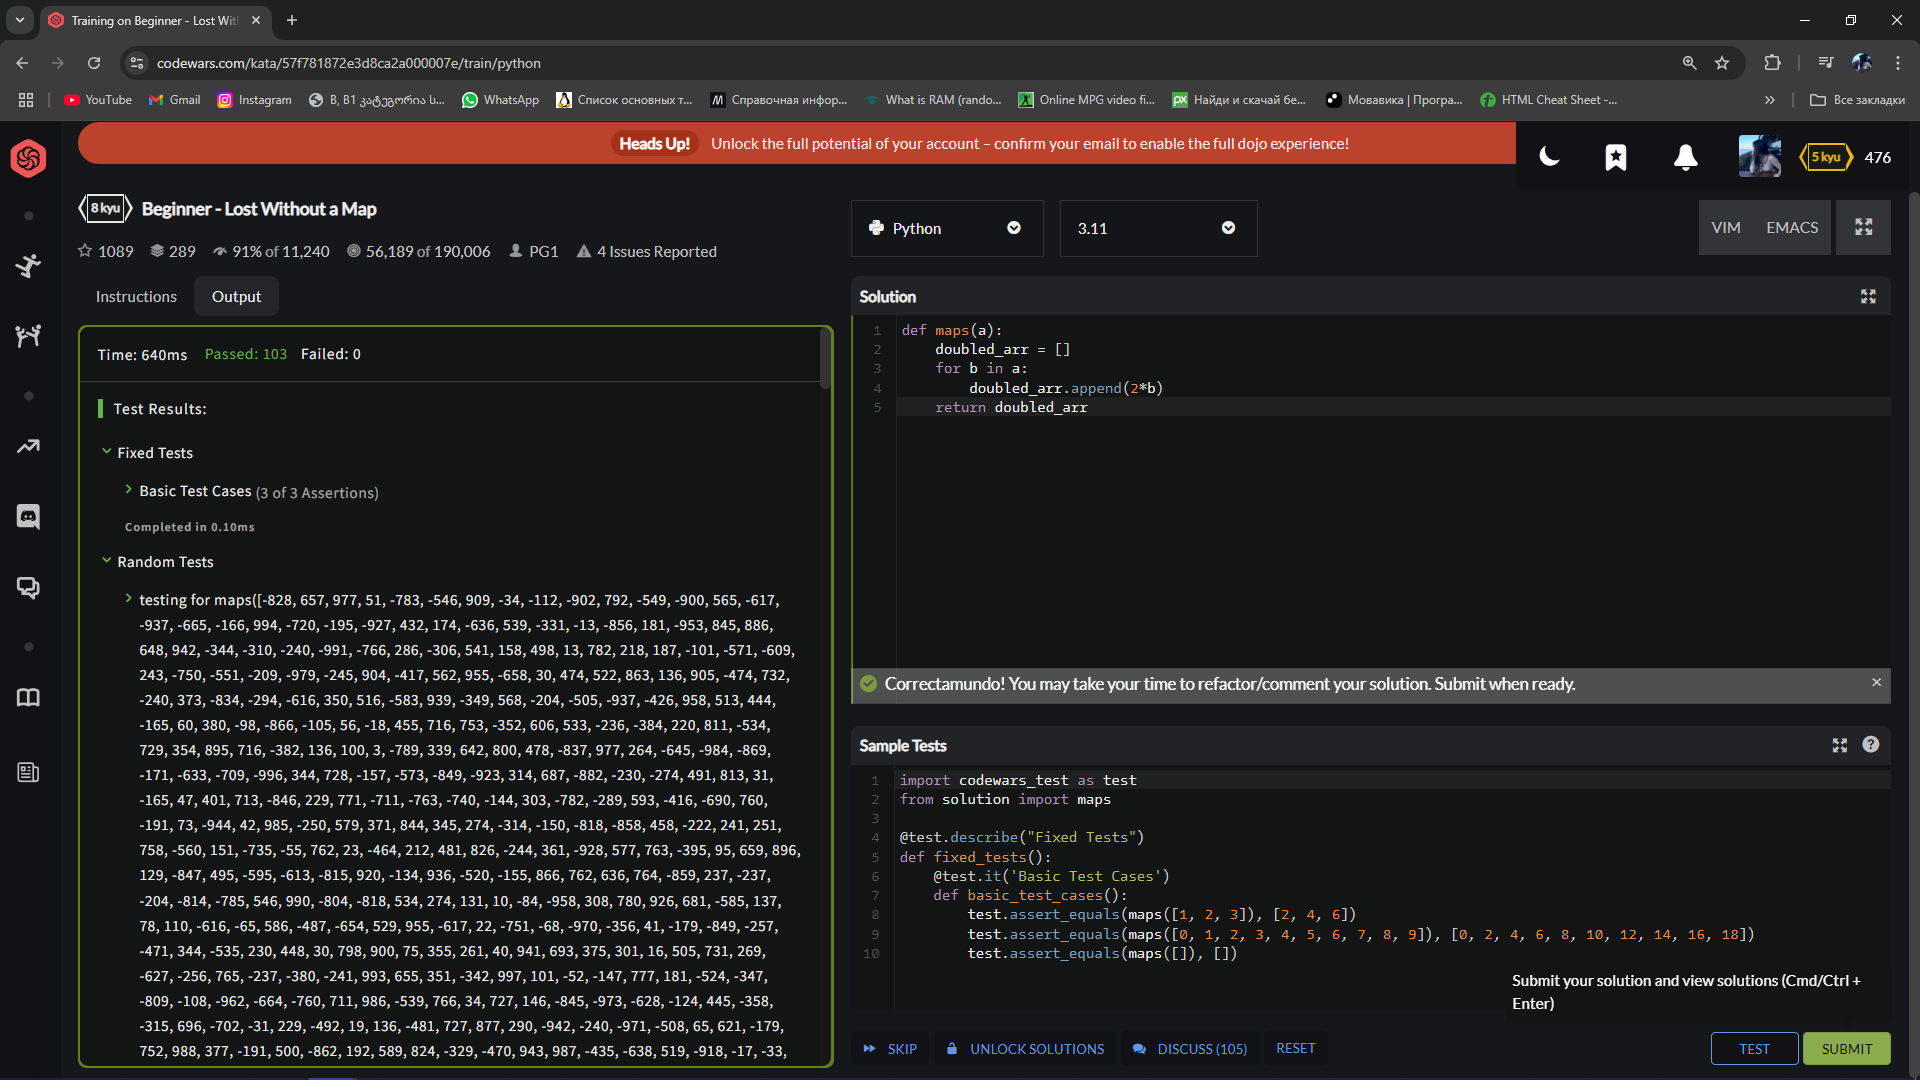 Training on Beginner - Lost Wit
codewars.com/kata/57f781872e3d8ca2a000007e/train/python
YouTube
Gmail
Instagram
B, B1 კატეგორია ს...
WhatsApp
Список основных т...
Справочная инфор...
What is RAM (rando...
Online MPG video fi...
Найди и скачай бе...
Мовавика | Програ...
HTML Cheat Sheet -...
Все закладки
Heads Up! Unlock the full potential of your account – confirm your email to enable the full dojo experience!
5 kyu 476
8 kyu Beginner - Lost Without a Map
1089 289 91% of 11,240 56,189 of 190,006 PG1 4 Issues Reported
Python 3.11 VIM EMACS
Instructions Output
Time: 640ms Passed: 103 Failed: 0
Test Results:
Fixed Tests
Basic Test Cases (3 of 3 Assertions)
Completed in 0.10ms
Random Tests
testing for maps([-828, 657, 977, 51, -783, -546, 909, -34, -112, -902, 792, -549, -900, 565, -617,
-937, -665, -166, 994, -720, -195, -927, 432, 174, -636, 539, -331, -13, -856, 181, -953, 845, 886,
648, 942, -344, -310, -240, -991, -766, 286, -306, 541, 158, 498, 13, 782, 218, 187, -101, -571, -609,
243, -750, -551, -209, -979, -245, 904, -417, 562, 955, -658, 30, 474, 522, 863, 136, 905, -474, 732,
-240, 373, -834, -294, -616, 350, 516, -583, 939, -349, 568, -204, -505, -937, -426, 958, 513, 444,
-165, 60, 380, -98, -866, -105, 56, -18, 455, 716, 753, -352, 606, 533, -236, -384, 220, 811, -534,
729, 354, 895, 716, -382, 136, 100, 3, -789, 339, 642, 800, 478, -837, 977, 264, -645, -984, -869,
-171, -633, -709, -996, 344, 728, -157, -573, -849, -923, 314, 687, -882, -230, -274, 491, 813, 31,
-165, 47, 401, 713, -846, 229, 771, -711, -763, -740, -144, 303, -782, -289, 593, -416, -690, 760,
-191, 73, -944, 42, 985, -250, 579, 371, 844, 345, 274, -314, -150, -818, -858, 458, -222, 241, 251,
758, -560, 151, -735, -55, 762, 23, -464, 212, 481, 826, -244, 361, -928, 577, 763, -395, 95, 659, 896,
129, -847, 495, -595, -613, -815, 920, -134, 936, -520, -155, 866, 762, 636, 764, -859, 237, -237,
-204, -814, -785, 546, 990, -804, -818, 534, 274, 131, 10, -84, -958, 308, 780, 926, 681, -585, 137,
78, 110, -616, -65, 586, -487, -654, 529, 955, -617, 22, -751, -68, -970, -356, 41, -179, -849, -257,
-471, 344, -535, 230, 448, 30, 798, 900, 75, 355, 261, 40, 941, 693, 375, 301, 16, 505, 731, 269,
-627, -256, 765, -237, -380, -241, 993, 655, 351, -342, 997, 101, -52, -147, 777, 181, -524, -347,
-809, -108, -962, -664, -760, 711, 986, -539, 766, 34, 727, 146, -845, -973, -628, -124, 445, -358,
-315, 696, -702, -31, 229, -492, 19, 136, -481, 727, 877, 290, -942, -240, -971, -508, 65, 621, -179,
752, 988, 377, -191, 500, -862, 192, 589, 824, -329, -470, 943, 987, -435, -638, 519, -918, -17, -33,
Solution
1 def maps(a):
2 doubled_arr = []
3 for b in a:
4 doubled_arr.append(2*b)
5 return doubled_arr
Correctamundo! You may take your time to refactor/comment your solution. Submit when ready.
Sample Tests
1 import codewars_test as test
2 from solution import maps
3
4 @test.describe("Fixed Tests")
5 def fixed_tests():
6 @test.it('Basic Test Cases')
7 def basic_test_cases():
8 test.assert_equals(maps([1, 2, 3]), [2, 4, 6])
9 test.assert_equals(maps([0, 1, 2, 3, 4, 5, 6, 7, 8, 9]), [0, 2, 4, 6, 8, 10, 12, 14, 16, 18])
10 test.assert_equals(maps([]), [])
Submit your solution and view solutions (Cmd/Ctrl +
Enter)
SKIP UNLOCK SOLUTIONS DISCUSS (105) RESET TEST SUBMIT